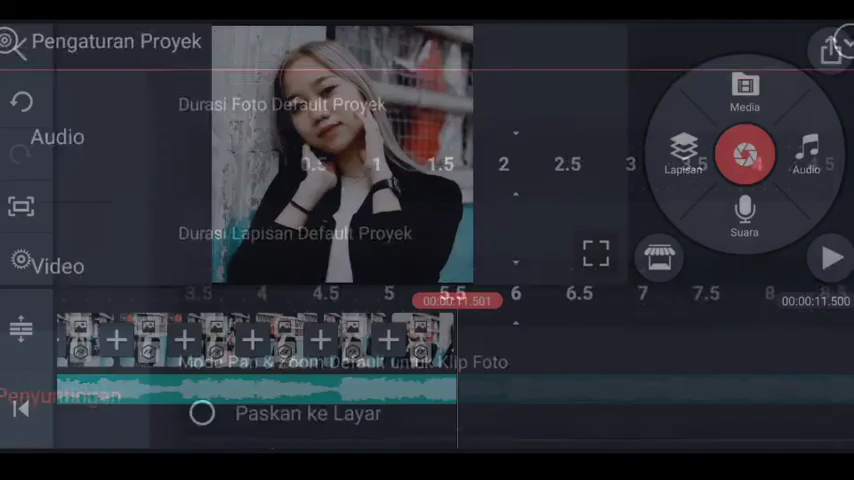 Pengaturan Proyek
Media
Durasi Foto Default Proyek
Audio
0.5 1 1.5 2 2.5 3 3.5 4 4.5
Lapisan
Audio
Suara
Durasi Lapisan Default Proyek
Video
3.5 4 4.5 5 5.5 6 6.5 7 7.5 8
00:00:11.501
00:00:11.500
Mode Pan & Zoom Default untuk Klip Foto
Penyuntingan
Paskan ke Layar